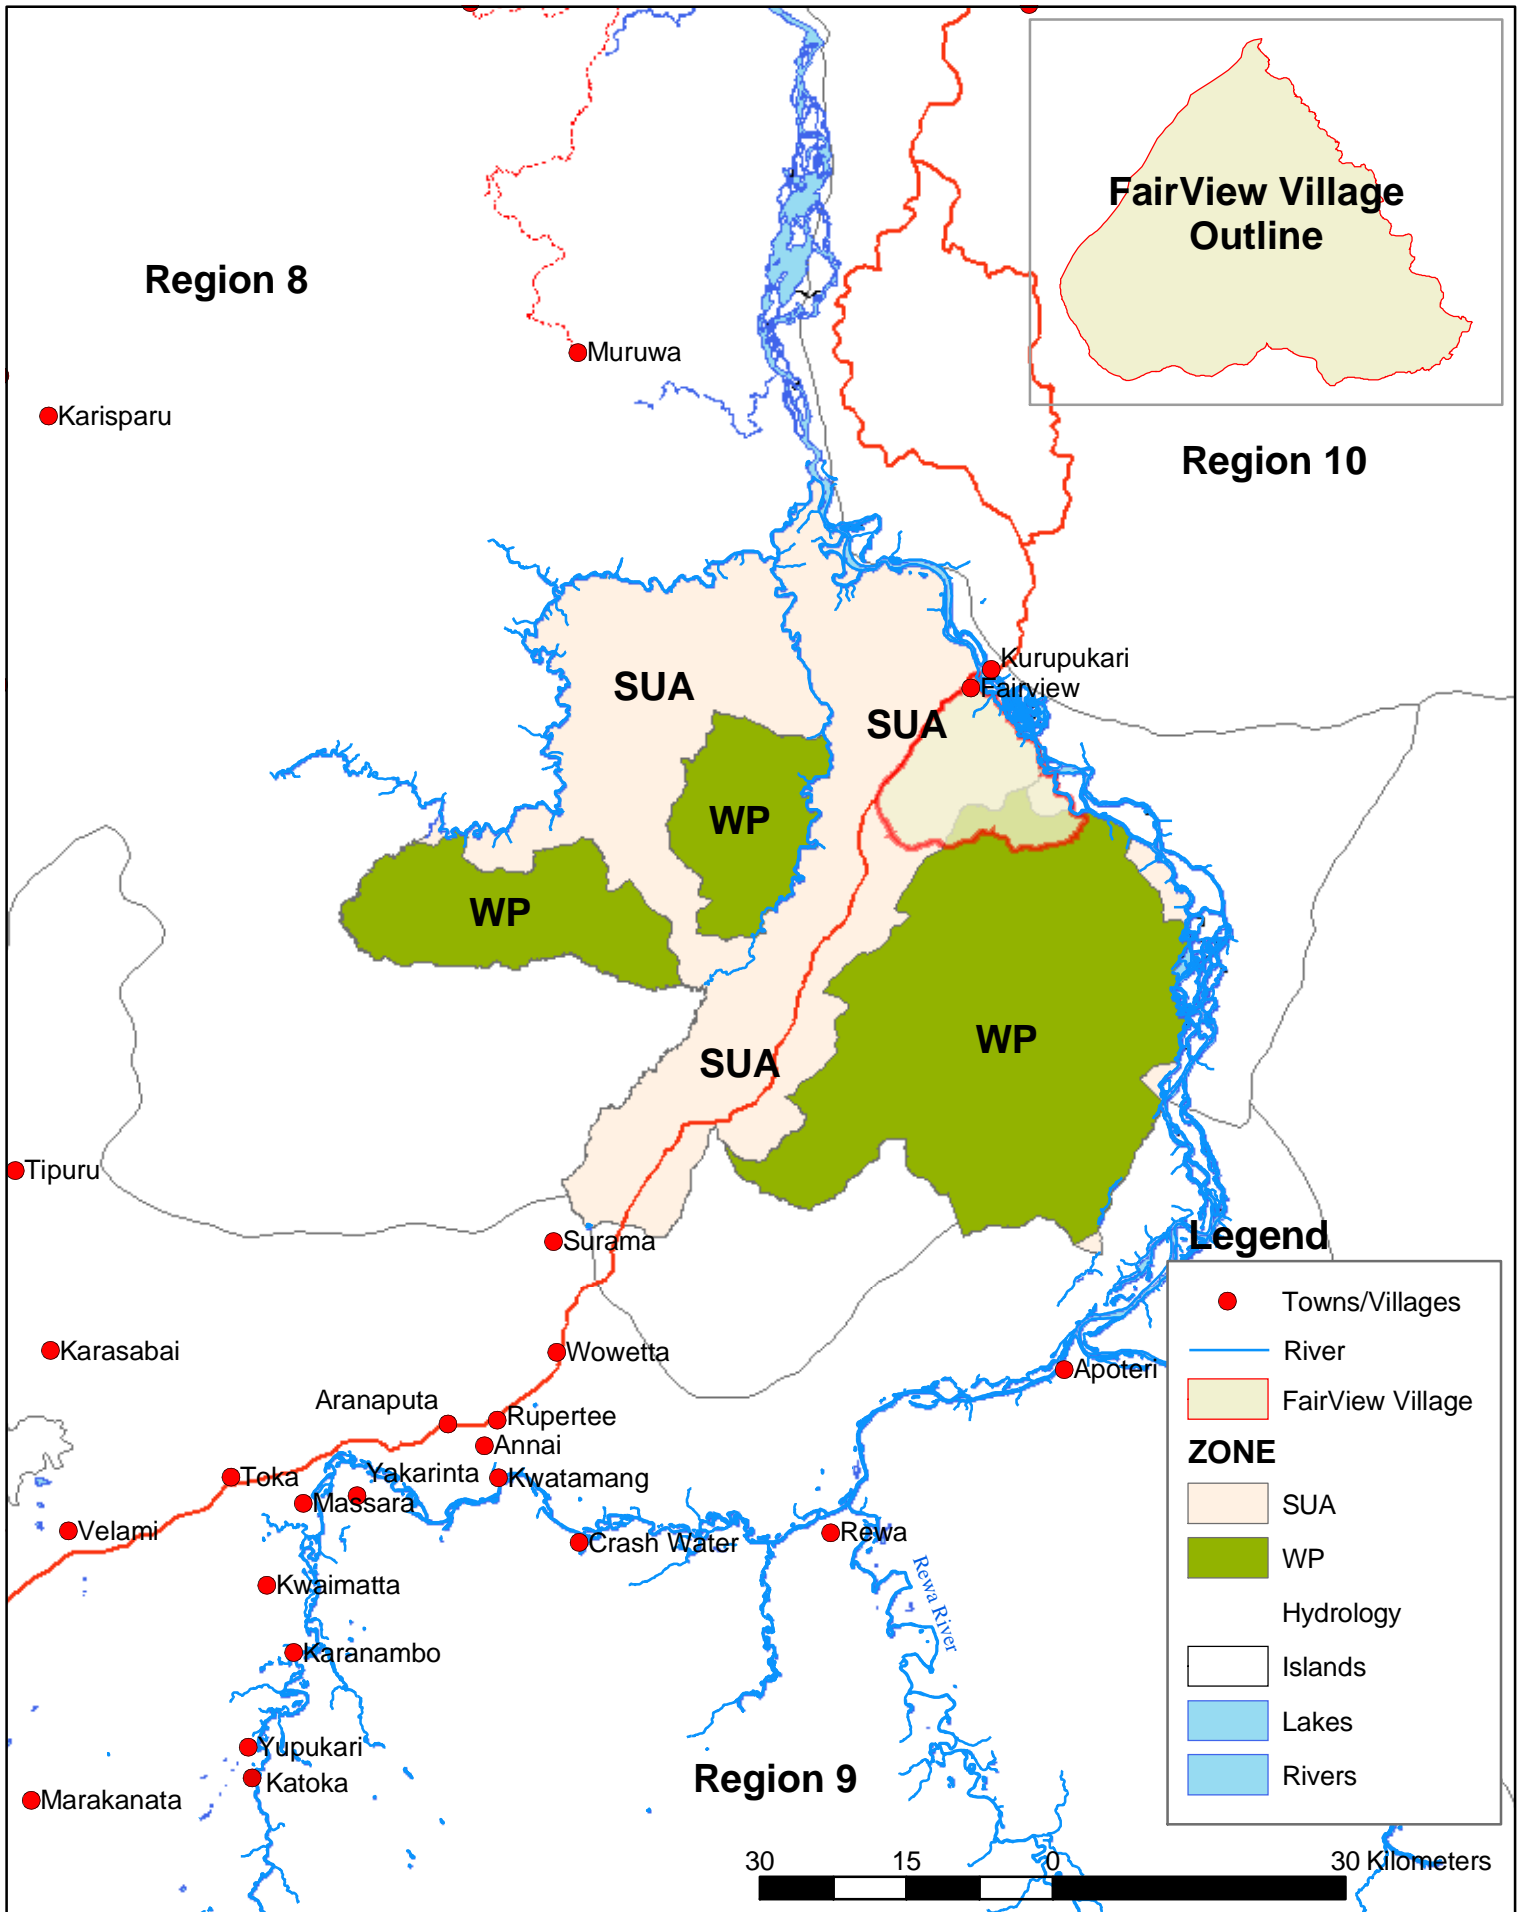 FairView Village
Outline
Region 8
Muruwa
Karisparu
Region 10
Kurupukari
Fairview
SUA
SUA
WP
WP
WP
SUA
Tipuru
Surama
Legend
Towns/Villages
River
FairView Village
ZONE
SUA
WP
Hydrology
Islands
Lakes
Rivers
Karasabai
Wowetta
Apoteri
Aranaputa
Rupertee
Annai
Toka
Yakarinta
Kwatamang
Massara
Velami
Crash Water
Rewa
Rewa River
Kwaimatta
Karanambo
Yupukari
Katoka
Marakanata
Region 9
30 15 0 30 Kilometers